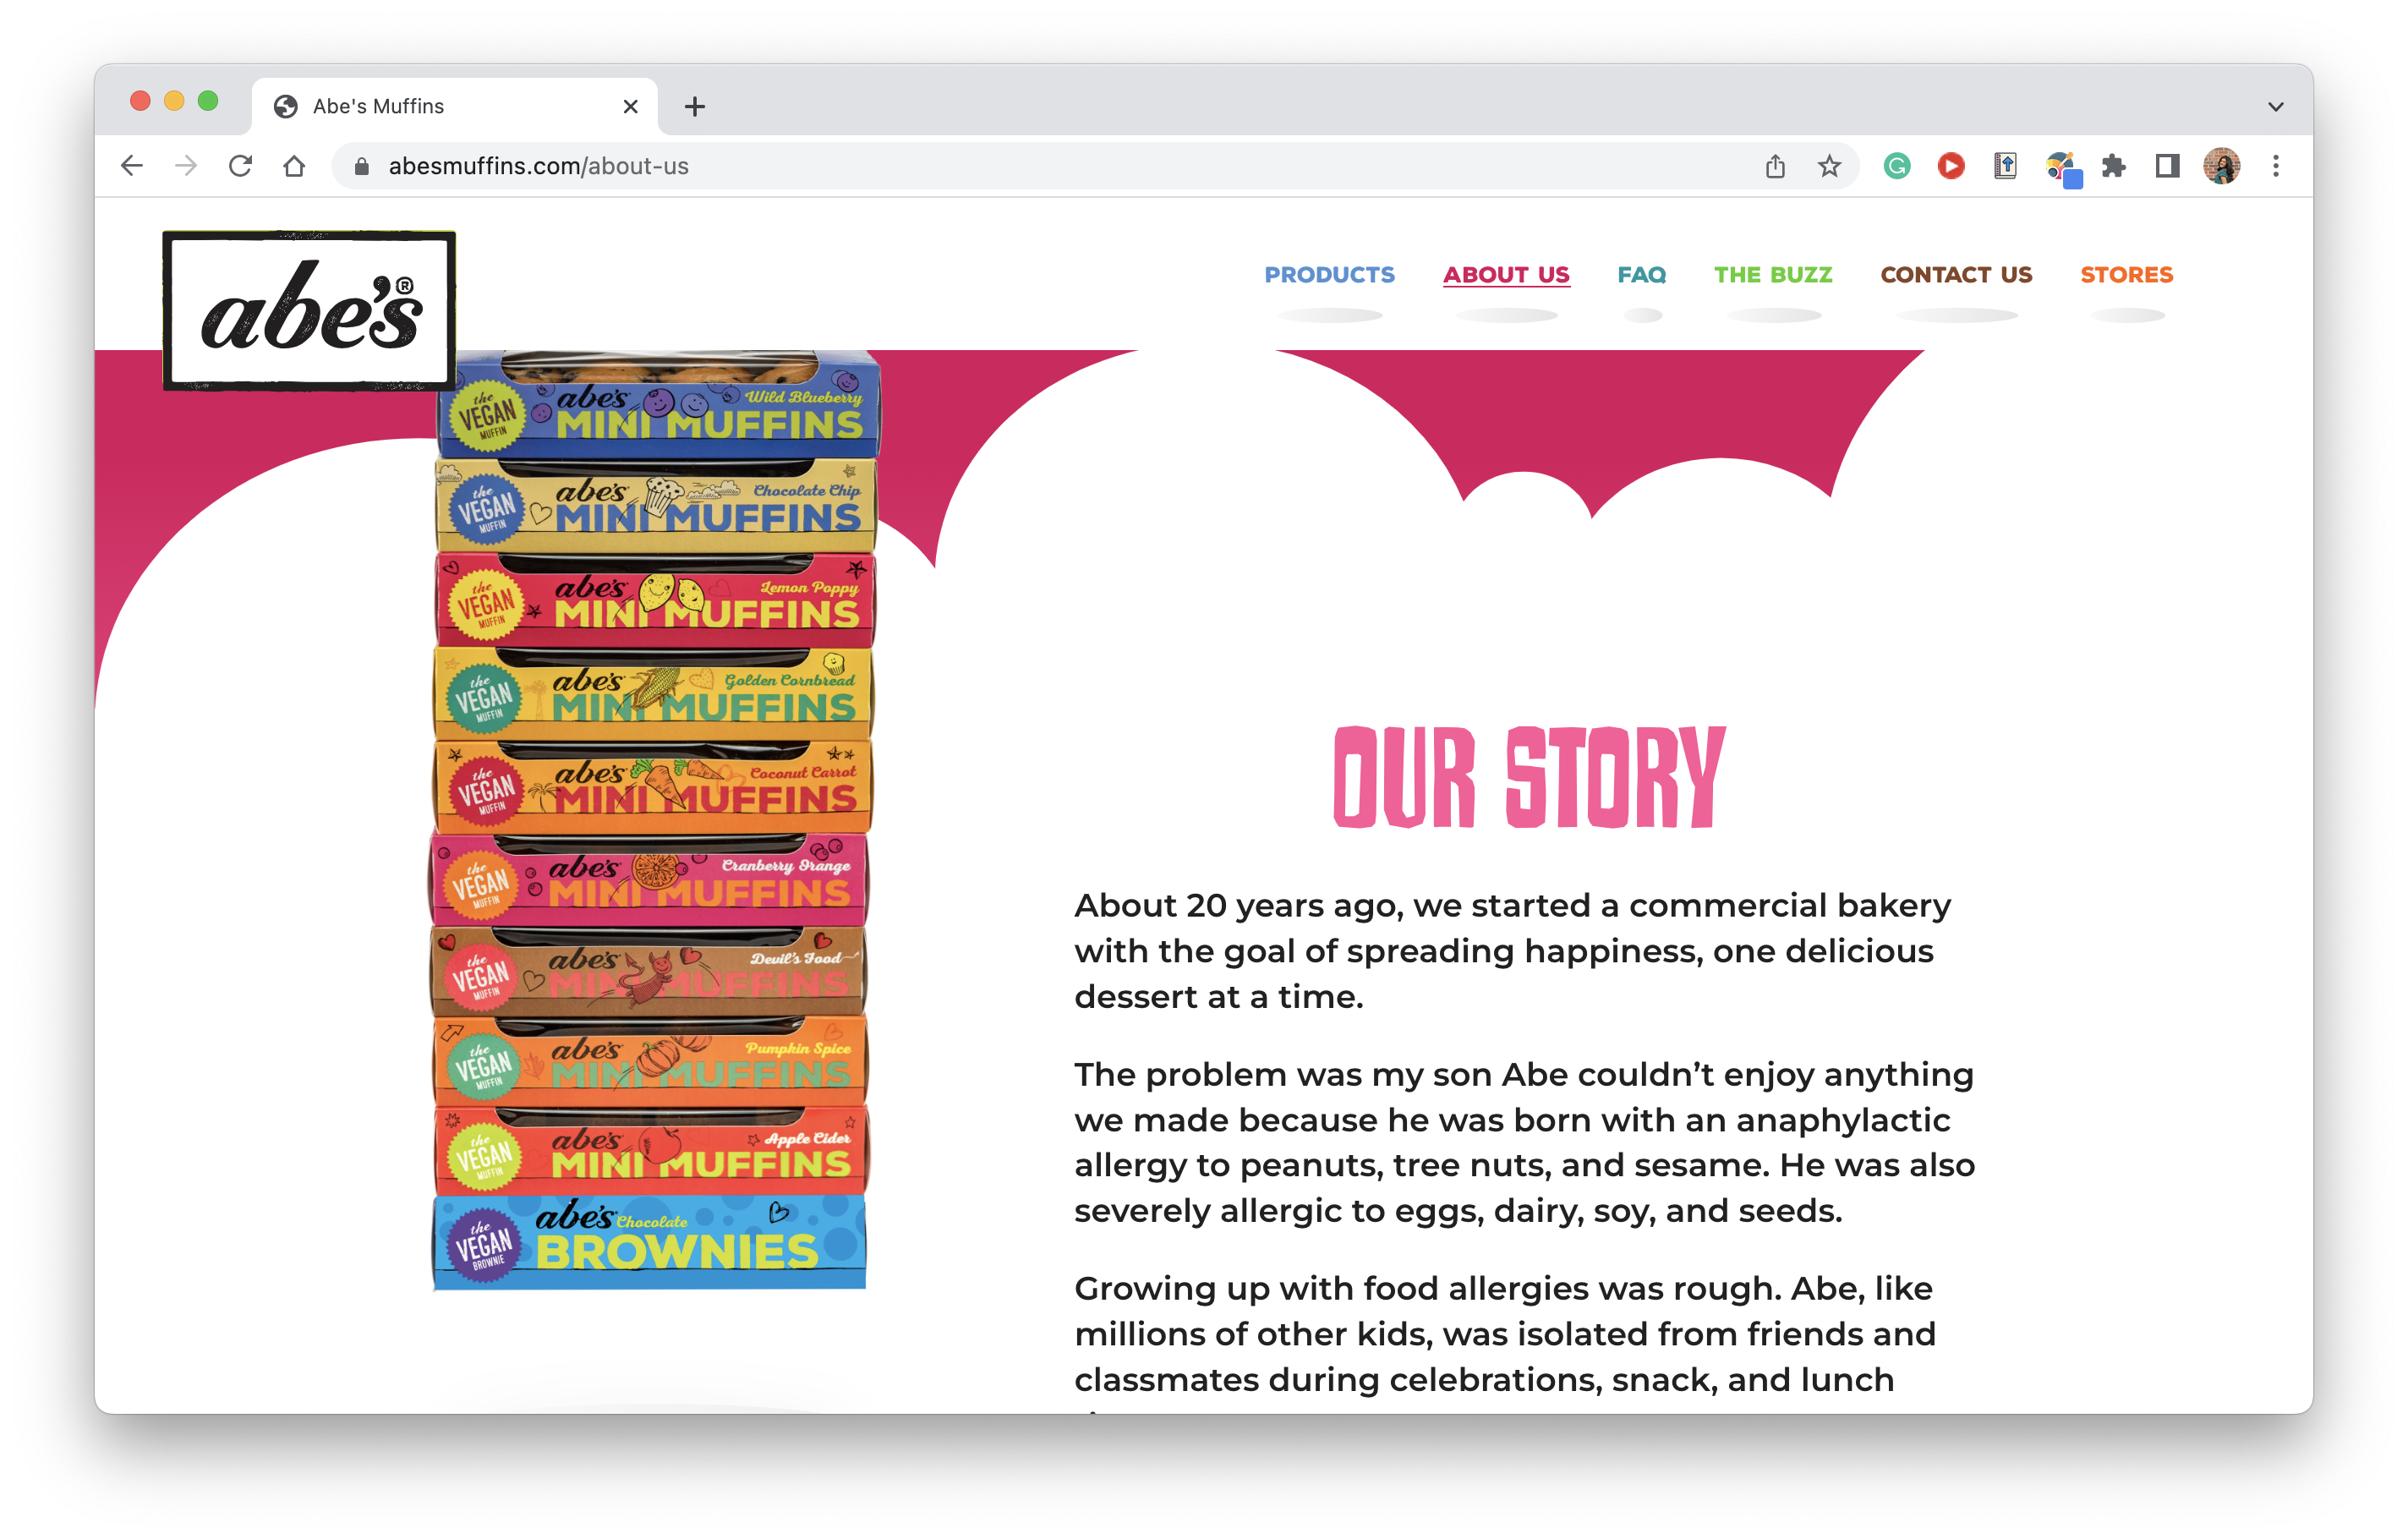 Abe's Muffins
abesmuffins.com/about-us
abe's®
PRODUCTS
ABOUT US
FAQ
THE BUZZ
CONTACT US
STORES
the VEGAN MUFFIN
abe's
Wild Blueberry
MINI MUFFINS
the VEGAN MUFFIN
abe's
Chocolate Chip
MINI MUFFINS
the VEGAN MUFFIN
abe's
Lemon Poppy
MINI MUFFINS
the VEGAN MUFFIN
abe's
Golden Cornbread
MINI MUFFINS
the VEGAN MUFFIN
abe's
Coconut Carrot
MINI MUFFINS
the VEGAN MUFFIN
abe's
Cranberry Orange
MINI MUFFINS
the VEGAN MUFFIN
abe's
Devil's Food
MINI MUFFINS
the VEGAN MUFFIN
abe's
Pumpkin Spice
MINI MUFFINS
the VEGAN MUFFIN
abe's
Apple Cider
MINI MUFFINS
the VEGAN BROWNIE
abe's
Chocolate
BROWNIES
OUR STORY
About 20 years ago, we started a commercial bakery
with the goal of spreading happiness, one delicious
dessert at a time.
The problem was my son Abe couldn’t enjoy anything
we made because he was born with an anaphylactic
allergy to peanuts, tree nuts, and sesame. He was also
severely allergic to eggs, dairy, soy, and seeds.
Growing up with food allergies was rough. Abe, like
millions of other kids, was isolated from friends and
classmates during celebrations, snack, and lunch